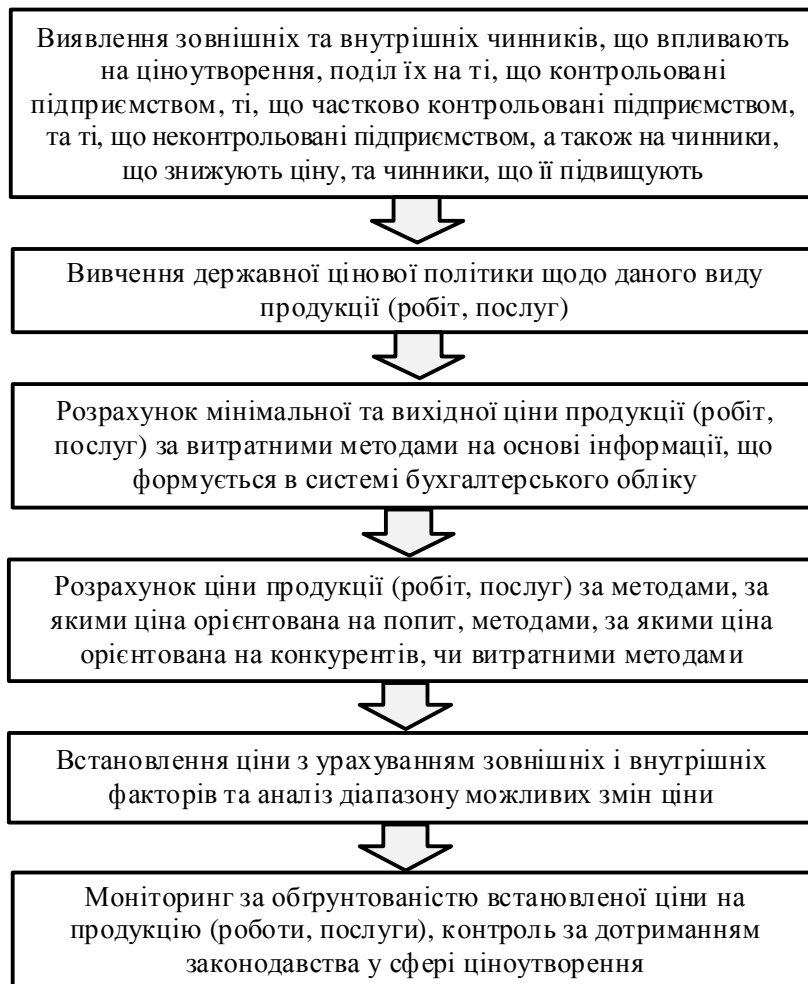 Виявлення зовнішніх та внутрішніх чинників, що впливають
на ціноутворення, поділ їх на ті, що контрольовані
підприємством, ті, що частково контрольовані підприємством,
та ті, що неконтрольовані підприємством, а також на чинники,
що знижують ціну, та чинники, що її підвищують
Вивчення державної цінової політики щодо даного виду
продукції (робіт, послуг)
Розрахунок мінімальної та вихідної ціни продукції (робіт,
послуг) за витратними методами на основі інформації, що
формується в системі бухгалтерського обліку
Розрахунок ціни продукції (робіт, послуг) за методами, за
якими ціна орієнтована на попит, методами, за якими ціна
орієнтована на конкурентів, чи витратними методами
Встановлення ціни з урахуванням зовнішніх і внутрішніх
факторів та аналіз діапазону можливих змін ціни
Моніторинг за обґрунтованістю встановленої ціни на
продукцію (роботи, послуги), контроль за дотриманням
законодавства у сфері ціноутворення